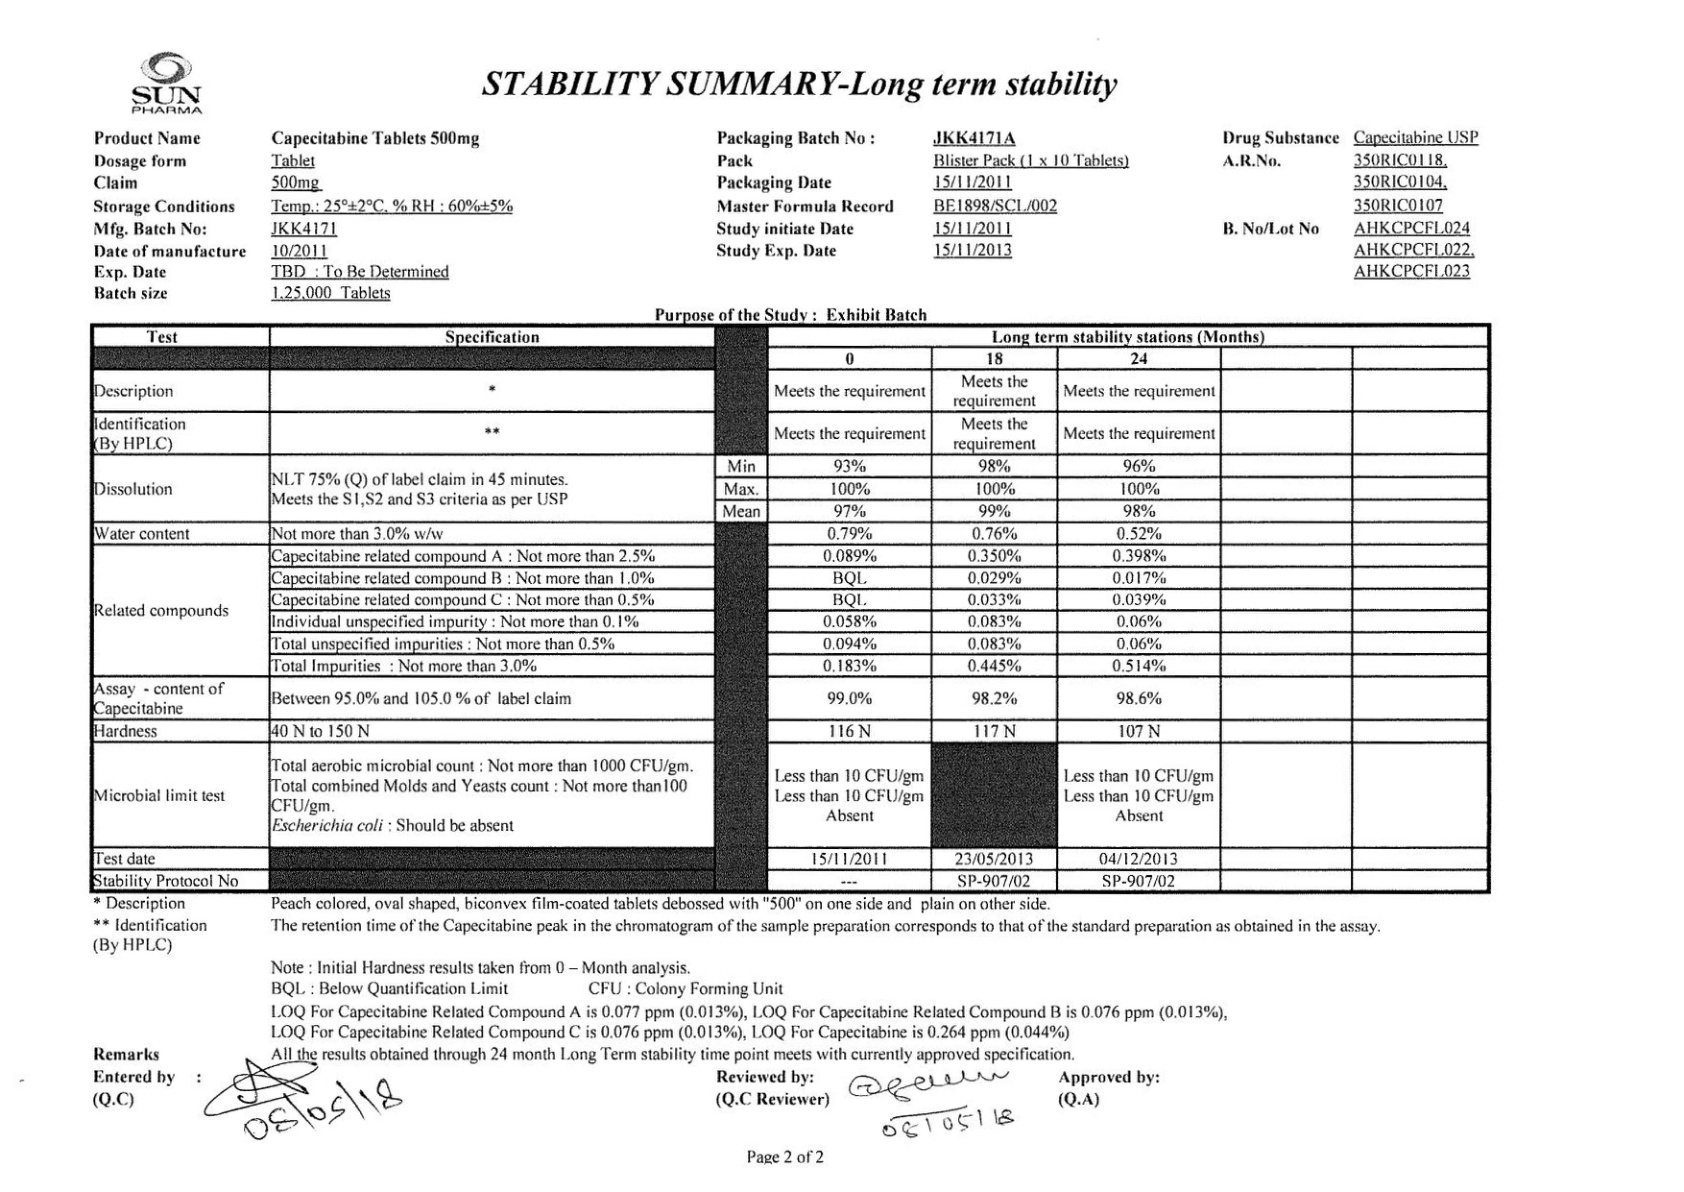 SUN
PHARMA
STABILITY SUMMARY-Long term stability
Product Name Capecitabine Tablets 500mg Packaging Batch No : JKK4171A Drug Substance Capecitabine USP
Dosage form Tablet Pack Blister Pack (1 x 10 Tablets) A.R.No. 350RIC0118,
Claim 500mg Packaging Date 15/11/2011 350RIC0104,
Storage Conditions Temp.: 25°±2°C, % RH : 60%±5% Master Formula Record BE1898/SCL/002 350RIC0107
Mfg. Batch No: JKK4171 Study initiate Date 15/11/2011 B. No/Lot No AHKCPCFL024
Date of manufacture 10/2011 Study Exp. Date 15/11/2013 AHKCPCFL022,
Exp. Date TBD : To Be Determined AHKCPCFL023
Batch size 1,25,000 Tablets
Purpose of the Study : Exhibit Batch
Test Specification Long term stability stations (Months)
0 18 24
Description * Meets the requirement Meets the requirement Meets the requirement
Identification (By HPLC) ** Meets the requirement Meets the requirement Meets the requirement
Dissolution NLT 75% (Q) of label claim in 45 minutes.
Meets the S1,S2 and S3 criteria as per USP
Min 93% 98% 96%
Max. 100% 100% 100%
Mean 97% 99% 98%
Water content Not more than 3.0% w/w 0.79% 0.76% 0.52%
Related compounds
Capecitabine related compound A : Not more than 2.5% 0.089% 0.350% 0.398%
Capecitabine related compound B : Not more than 1.0% BQL 0.029% 0.017%
Capecitabine related compound C : Not more than 0.5% BQL 0.033% 0.039%
Individual unspecified impurity : Not more than 0.1% 0.058% 0.083% 0.06%
Total unspecified impurities : Not more than 0.5% 0.094% 0.083% 0.06%
Total Impurities : Not more than 3.0% 0.183% 0.445% 0.514%
Assay - content of Capecitabine Between 95.0% and 105.0 % of label claim 99.0% 98.2% 98.6%
Hardness 40 N to 150 N 116 N 117 N 107 N
Microbial limit test
Total aerobic microbial count : Not more than 1000 CFU/gm. Less than 10 CFU/gm Less than 10 CFU/gm
Total combined Molds and Yeasts count : Not more than100 CFU/gm. Less than 10 CFU/gm Less than 10 CFU/gm
Escherichia coli : Should be absent Absent Absent
Test date 15/11/2011 23/05/2013 04/12/2013
Stability Protocol No --- SP-907/02 SP-907/02
* Description Peach colored, oval shaped, biconvex film-coated tablets debossed with "500" on one side and plain on other side.
** Identification The retention time of the Capecitabine peak in the chromatogram of the sample preparation corresponds to that of the standard preparation as obtained in the assay.
(By HPLC)
Note : Initial Hardness results taken from 0 – Month analysis.
BQL : Below Quantification Limit CFU : Colony Forming Unit
LOQ For Capecitabine Related Compound A is 0.077 ppm (0.013%), LOQ For Capecitabine Related Compound B is 0.076 ppm (0.013%),
LOQ For Capecitabine Related Compound C is 0.076 ppm (0.013%), LOQ For Capecitabine is 0.264 ppm (0.044%)
Remarks All the results obtained through 24 month Long Term stability time point meets with currently approved specification.
Entered by : Reviewed by: Approved by:
(Q.C) (Q.C Reviewer) (Q.A)
08/05/18 08/05/18
Page 2 of 2